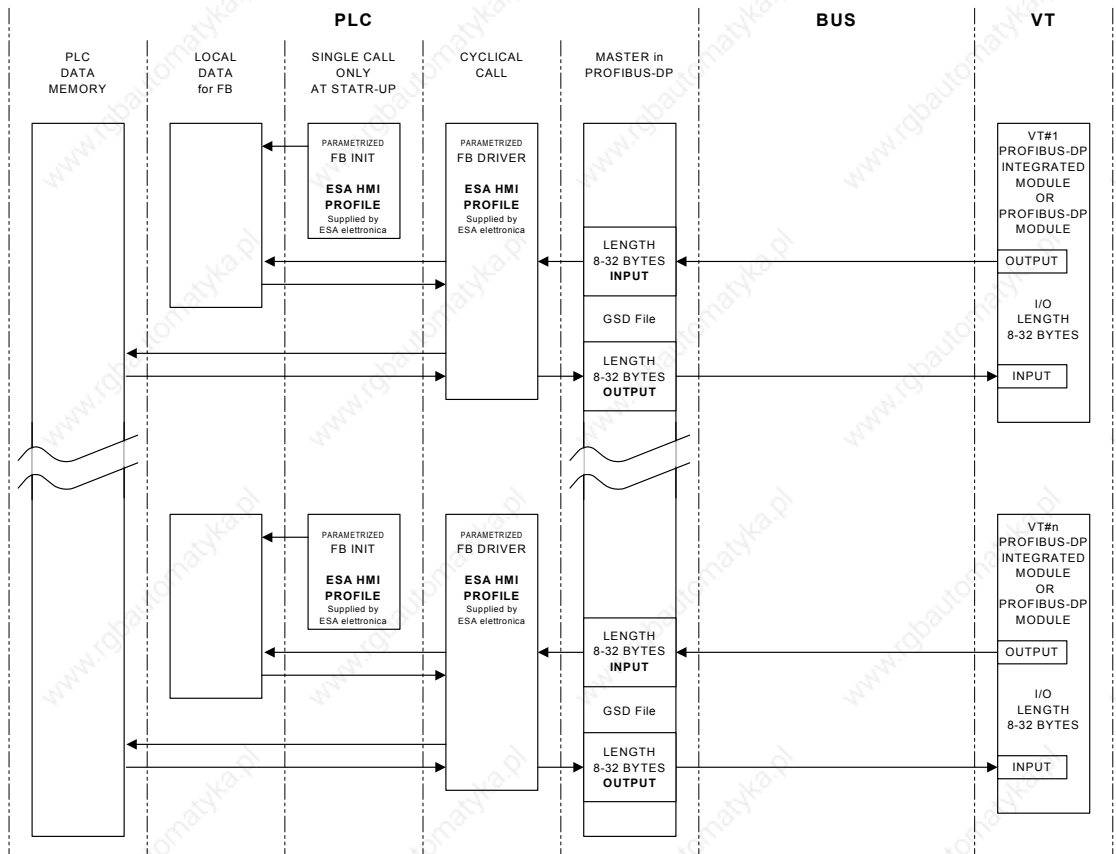 PLC
BUS
VT
PLC
DATA
MEMORY
LOCAL
DATA
for FB
SINGLE CALL
ONLY
AT STATR-UP
CYCLICAL
CALL
MASTER in
PROFIBUS-DP
PARAMETRIZED
FB INIT
ESA HMI
PROFILE
Supplied by
ESA elettronica
PARAMETRIZED
FB DRIVER
ESA HMI
PROFILE
Supplied by
ESA elettronica
LENGTH
8-32 BYTES
INPUT
GSD File
LENGTH
8-32 BYTES
OUTPUT
VT#1
PROFIBUS-DP
INTEGRATED
MODULE
OR
PROFIBUS-DP
MODULE
OUTPUT
I/O
LENGTH
8-32 BYTES
INPUT
PARAMETRIZED
FB INIT
ESA HMI
PROFILE
Supplied by
ESA elettronica
PARAMETRIZED
FB DRIVER
ESA HMI
PROFILE
Supplied by
ESA elettronica
LENGTH
8-32 BYTES
INPUT
GSD File
LENGTH
8-32 BYTES
OUTPUT
VT#n
PROFIBUS-DP
INTEGRATED
MODULE
OR
PROFIBUS-DP
MODULE
OUTPUT
I/O
LENGTH
8-32 BYTES
INPUT
www.rgbautomatyka.pl